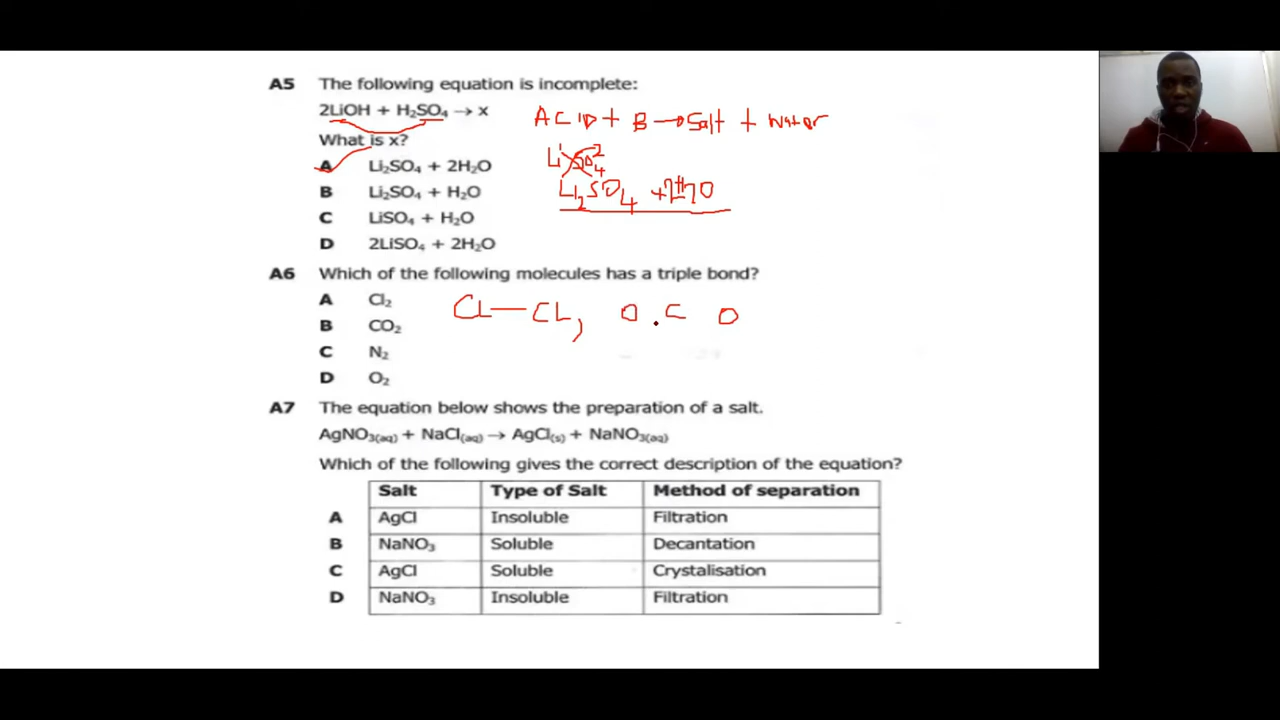 A5 The following equation is incomplete:
2LiOH + H₂SO₄ → x
ACID + B → Salt + water
What is x?
Li¹ SO₄²
A Li₂SO₄ + 2H₂O
Li₂SO₄ + 2H₂O
B Li₂SO₄ + H₂O
C LiSO₄ + H₂O
D 2LiSO₄ + 2H₂O
A6 Which of the following molecules has a triple bond?
A Cl₂
CL — CL, O C O
B CO₂
C N₂
D O₂
A7 The equation below shows the preparation of a salt.
AgNO₃(aq) + NaCl(aq) → AgCl(s) + NaNO₃(aq)
Which of the following gives the correct description of the equation?
Salt Type of Salt Method of separation
A AgCl Insoluble Filtration
B NaNO₃ Soluble Decantation
C AgCl Soluble Crystalisation
D NaNO₃ Insoluble Filtration